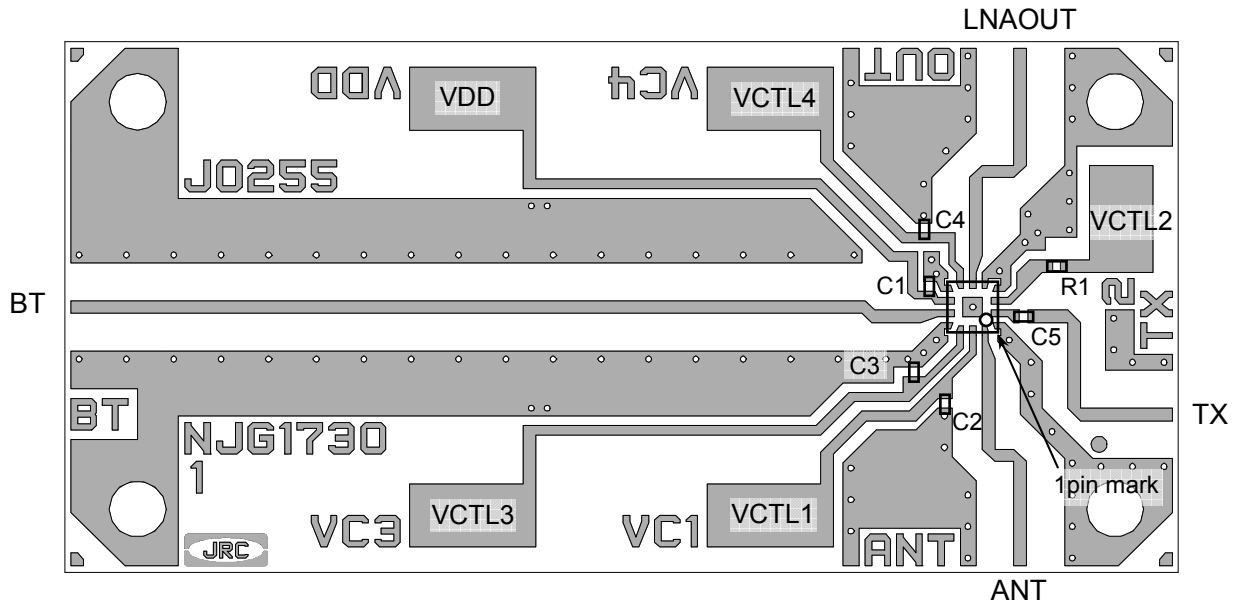 LNAOUT
VDD
VDD
VC4
VCTL4
OUT
J0255
VCTL2
C4
C1
R1
2
TX
BT
C5
C3
BT
C2
TX
NJG1730
1
1pin mark
VC3
VCTL3
VC1
VCTL1
ANT
JRC
ANT